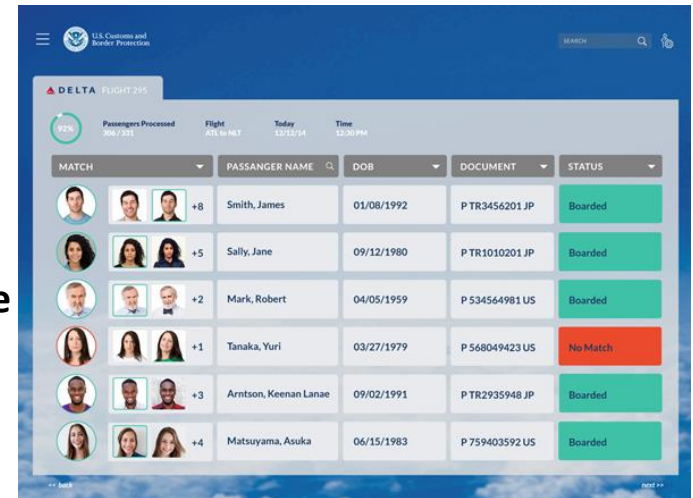 U.S. Customs and
Border Protection
SEARCH
DELTA FLIGHT 295
92%
Passengers Processed Flight Today Time
306 / 331 ATL to NLT 12/12/14 12:30 PM
MATCH PASSANGER NAME DOB DOCUMENT STATUS
+8 Smith, James 01/08/1992 P TR3456201 JP Boarded
+5 Sally, Jane 09/12/1980 P TR1010201 JP Boarded
e
+2 Mark, Robert 04/05/1959 P 534564981 US Boarded
+1 Tanaka, Yuri 03/27/1979 P 568049423 US No Match
+3 Arntson, Keenan Lanae 09/02/1991 P TR2935948 JP Boarded
+4 Matsuyama, Asuka 06/15/1983 P 759403592 US Boarded
<< back next >>